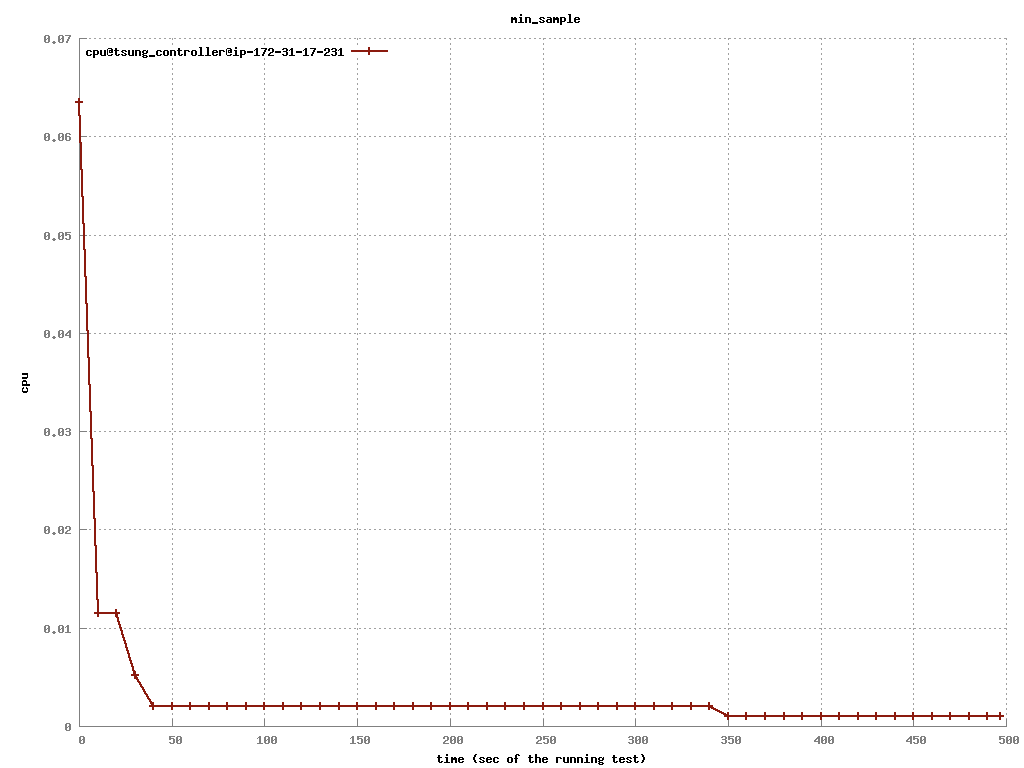 min_sample
cpu@tsung_controller@ip-172-31-17-231
0.07
0.06
0.05
0.04
0.03
0.02
0.01
0
cpu
0 50 100 150 200 250 300 350 400 450 500
time (sec of the running test)